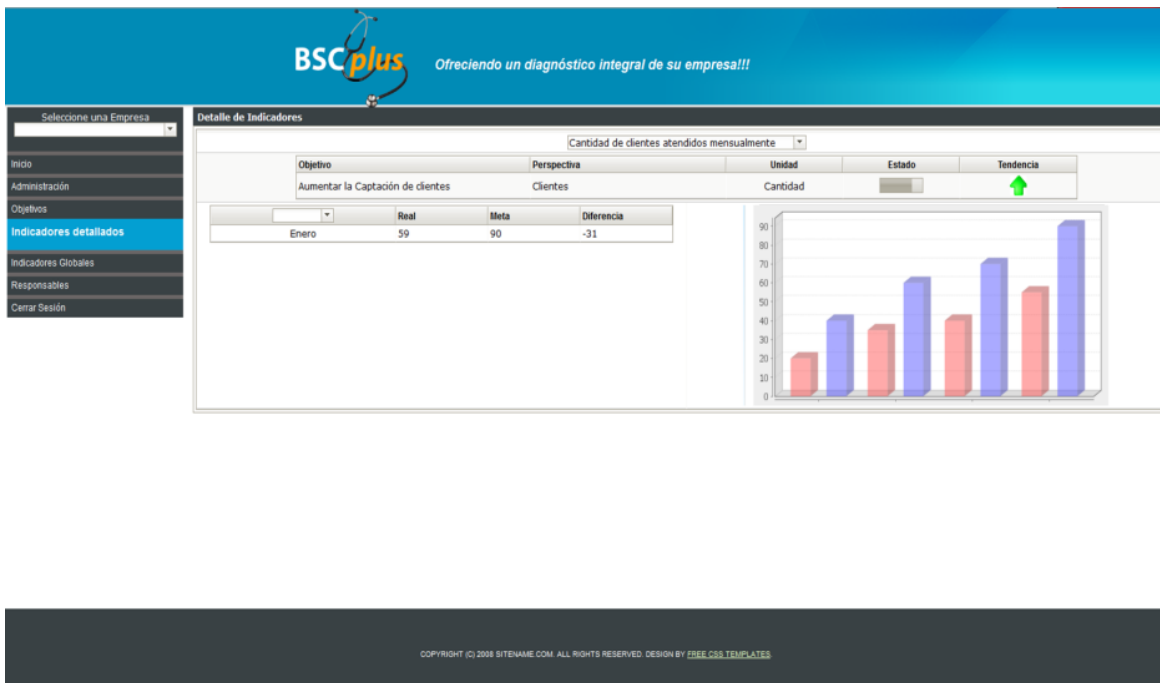 BSCplus
Ofreciendo un diagnóstico integral de su empresa!!!
Seleccione una Empresa
Inicio
Administración
Objetivos
Indicadores detallados
Indicadores Globales
Responsables
Cerrar Sesión
Detalle de Indicadores
Cantidad de clientes atendidos mensualmente
Objetivo Perspectiva Unidad Estado Tendencia
Aumentar la Captación de clientes Clientes Cantidad
Real Meta Diferencia
Enero 59 90 -31
90
80
70
60
50
40
30
20
10
0
COPYRIGHT (C) 2008 SITENAME.COM. ALL RIGHTS RESERVED. DESIGN BY FREE CSS TEMPLATES.